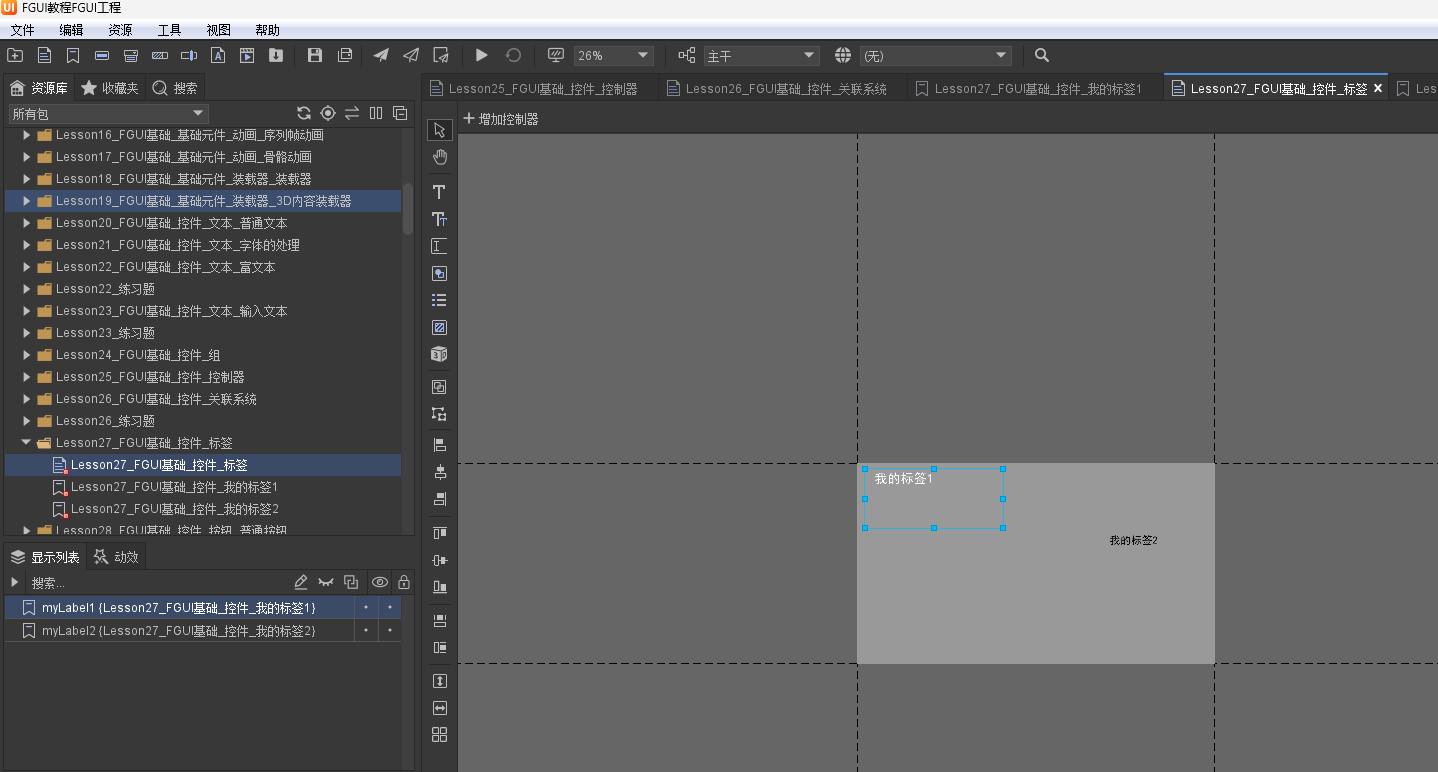 FGUI教程FGUI工程
文件 编辑 资源 工具 视图 帮助
26% 主干 (无)
资源库 收藏夹 搜索
Lesson25_FGUI基础_控件_控制器 Lesson26_FGUI基础_控件_关联系统 Lesson27_FGUI基础_控件_我的标签1 Lesson27_FGUI基础_控件_标签 Les
所有包
增加控制器
Lesson16_FGUI基础_基础元件_动画_序列帧动画
Lesson17_FGUI基础_基础元件_动画_骨骼动画
Lesson18_FGUI基础_基础元件_装载器_装载器
Lesson19_FGUI基础_基础元件_装载器_3D内容装载器
Lesson20_FGUI基础_控件_文本_普通文本
Lesson21_FGUI基础_控件_文本_字体的处理
Lesson22_FGUI基础_控件_文本_富文本
Lesson22_练习题
Lesson23_FGUI基础_控件_文本_输入文本
Lesson23_练习题
Lesson24_FGUI基础_控件_组
Lesson25_FGUI基础_控件_控制器
Lesson26_FGUI基础_控件_关联系统
Lesson26_练习题
Lesson27_FGUI基础_控件_标签
Lesson27_FGUI基础_控件_标签
Lesson27_FGUI基础_控件_我的标签1
Lesson27_FGUI基础_控件_我的标签2
Lesson28_FGUI基础_控件_按钮_普通按钮
我的标签1
我的标签2
显示列表 动效
搜索...
myLabel1 {Lesson27_FGUI基础_控件_我的标签1}
myLabel2 {Lesson27_FGUI基础_控件_我的标签2}